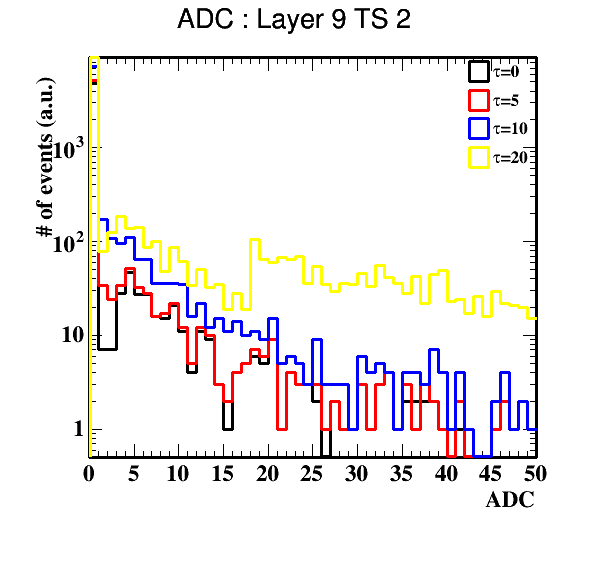 ADC : Layer 9 TS 2
# of events (a.u.)
τ=0
τ=5
τ=10
τ=20
10³
10²
10
1
0 5 10 15 20 25 30 35 40 45 50
ADC